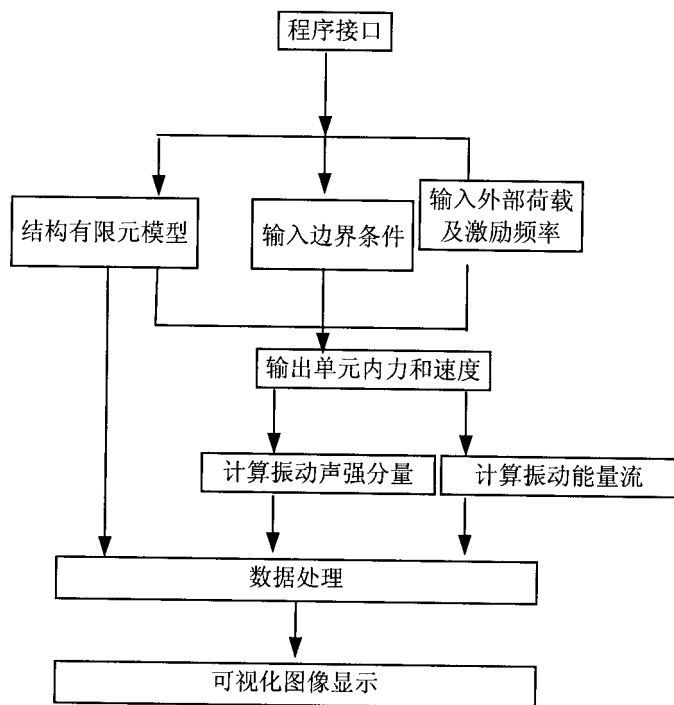 程序接口
结构有限元模型
输入边界条件
输入外部荷载
及激励频率
输出单元内力和速度
计算振动声强分量
计算振动能量流
数据处理
可视化图像显示